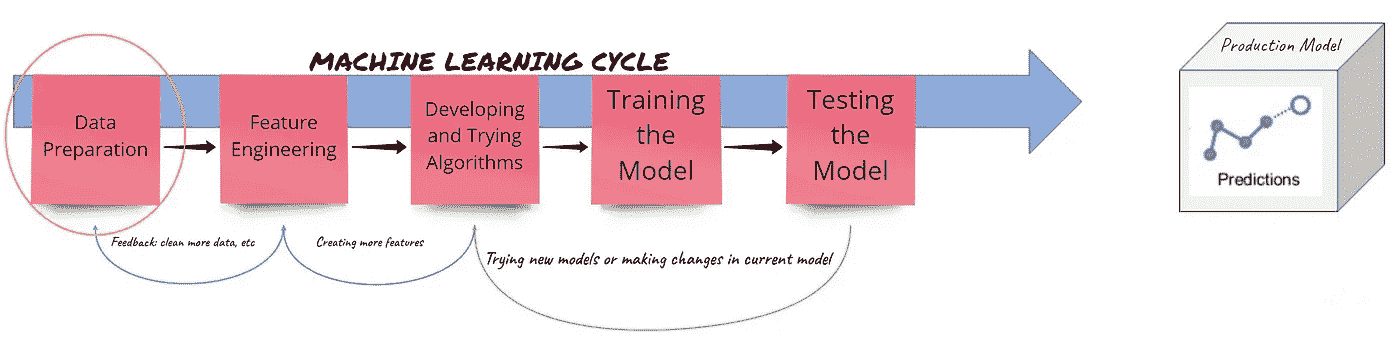 MACHINE LEARNING CYCLE
Production Model
Data
Preparation
Feature
Engineering
Developing
and Trying
Algorithms
Training
the
Model
Testing
the
Model
Predictions
Feedback: clean more data, etc
Creating more features
Trying new models or making changes in current model